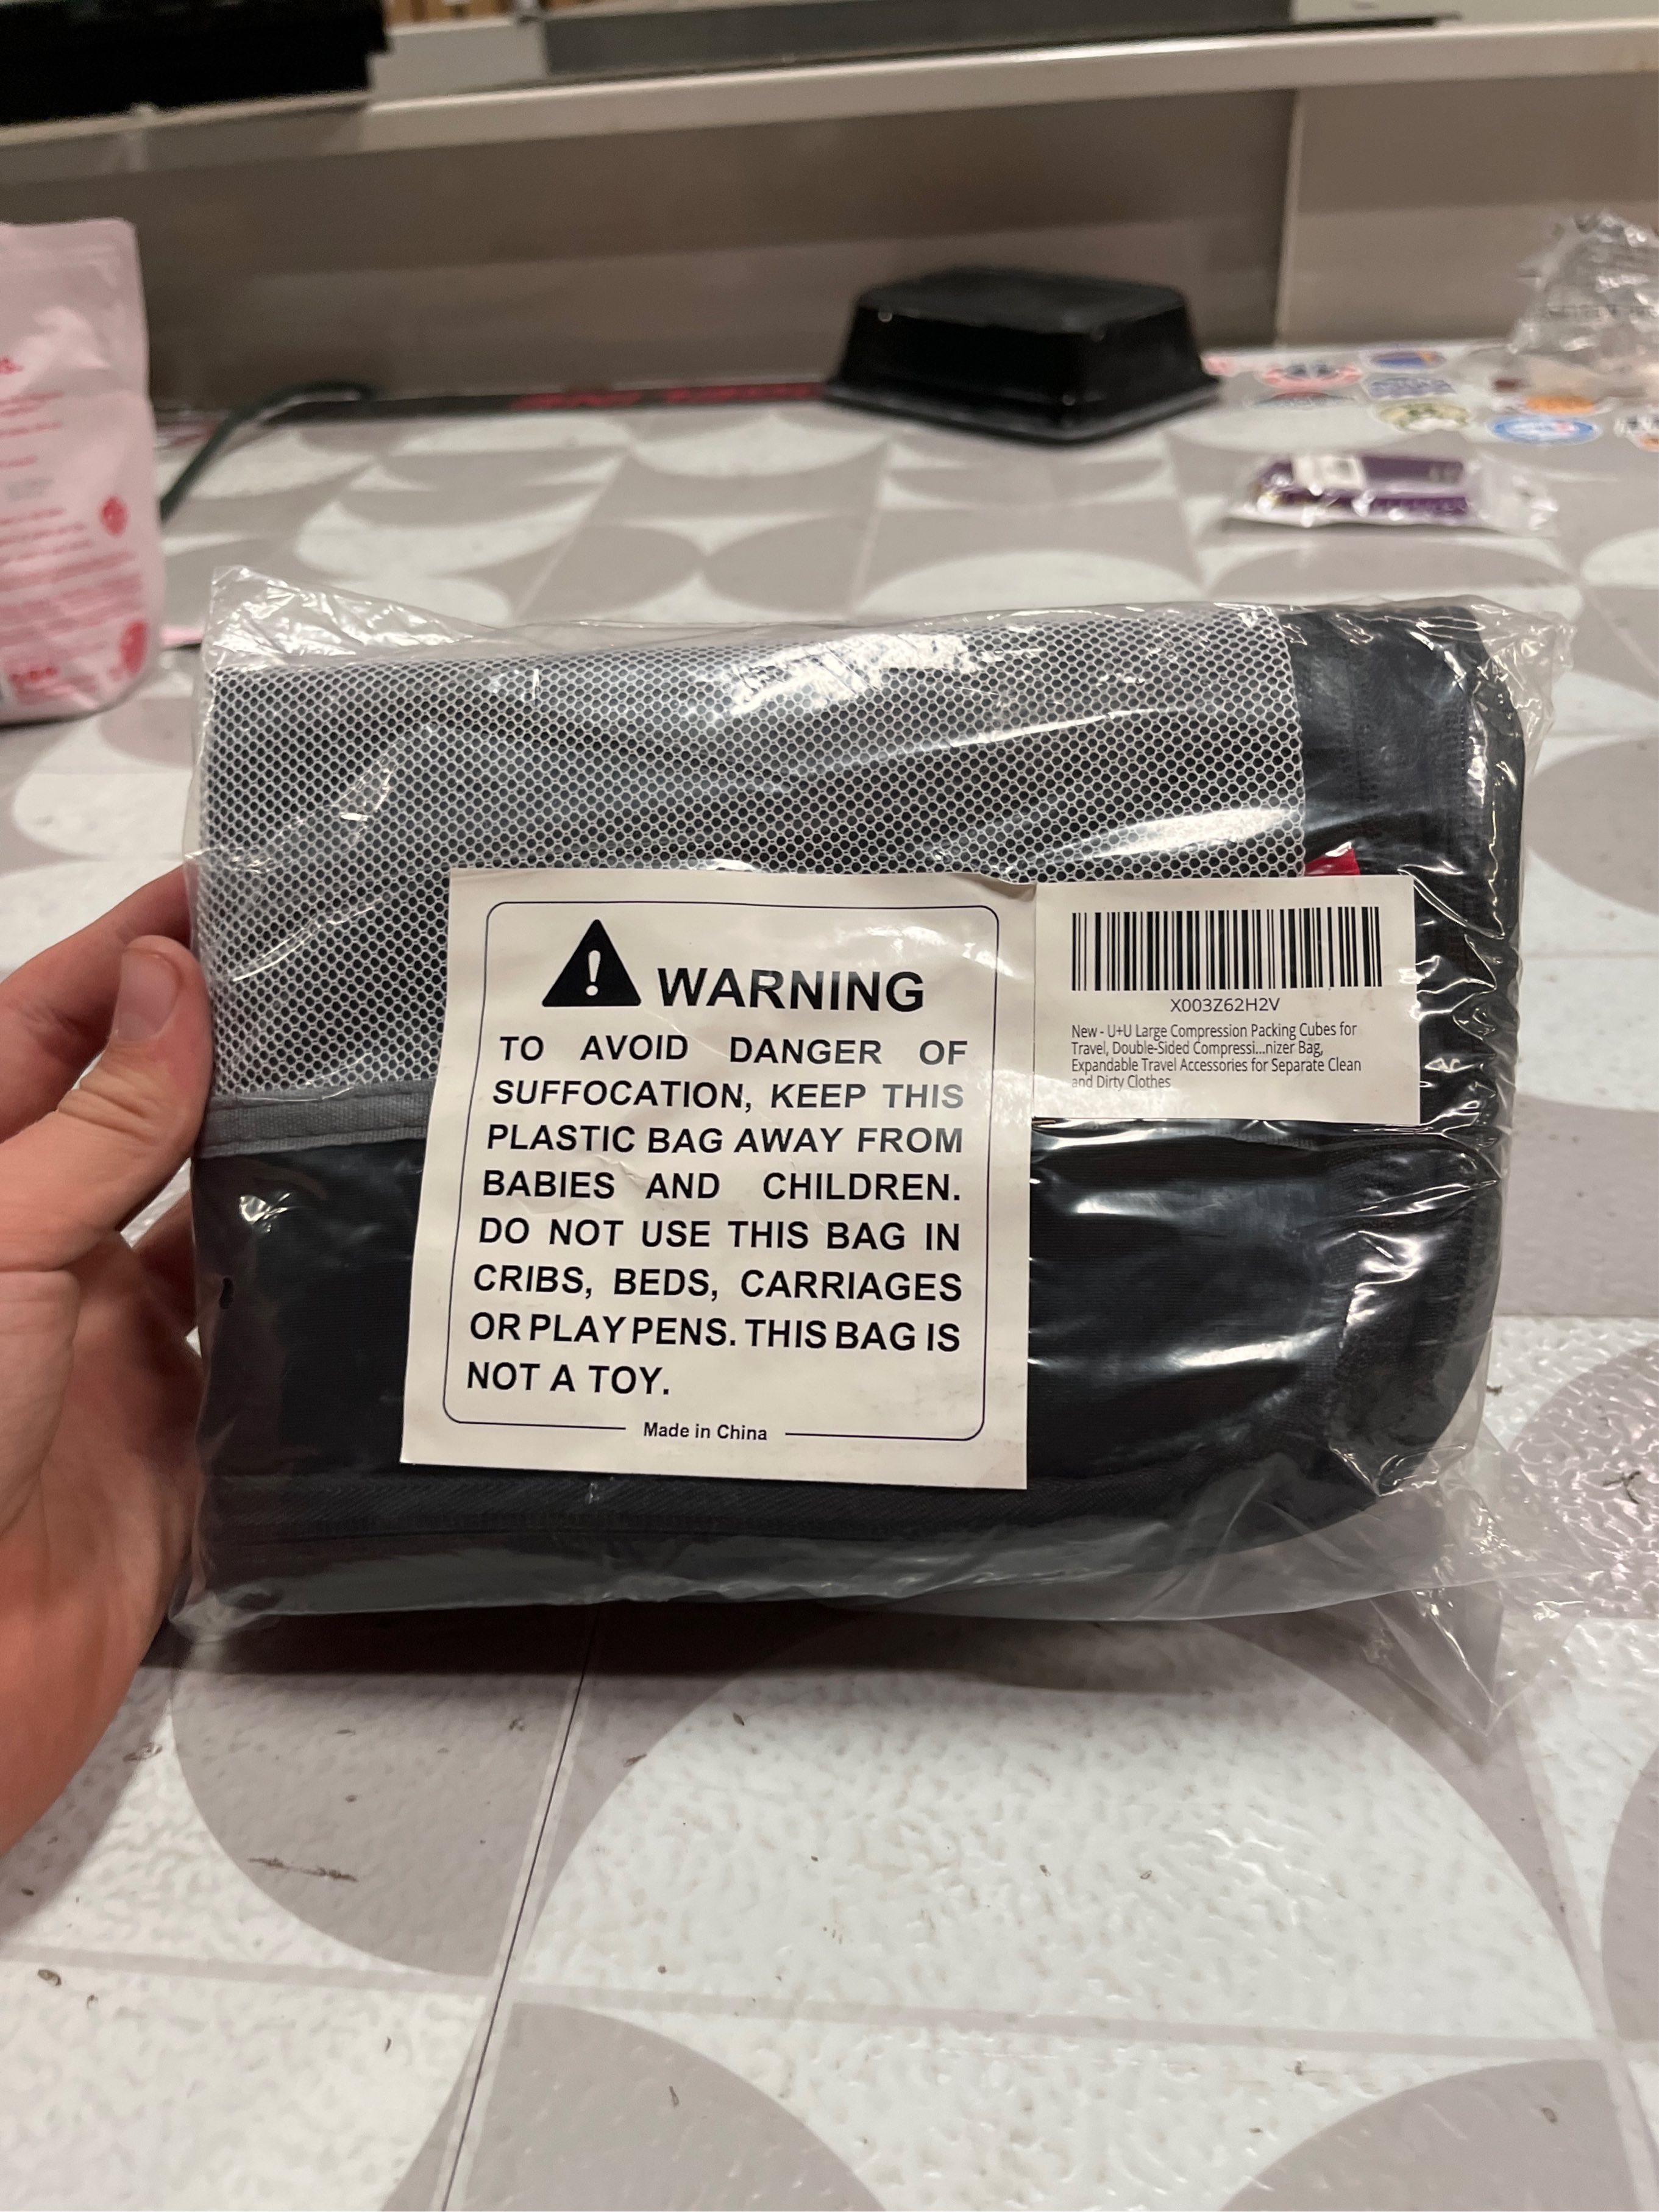 WARNING
TO AVOID DANGER OF
SUFFOCATION, KEEP THIS
PLASTIC BAG AWAY FROM
BABIES AND CHILDREN.
DO NOT USE THIS BAG IN
CRIBS, BEDS, CARRIAGES
OR PLAYPENS. THIS BAG IS
NOT A TOY.
Made in China
X003Z62H2V
New - U+U Large Compression Packing Cubes for
Travel, Double-Sided Compressi...nizer Bag,
Expandable Travel Accessories for Separate Clean
and Dirty Clothes